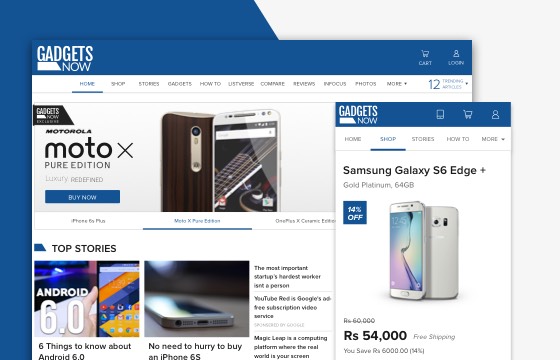 GADGETS
NOW
CART
LOGIN
HOME SHOP STORIES GADGETS HOW TO LISTVERSE COMPARE REVIEWS INFOCUS PHOTOS MORE
12 TRENDING
ARTICLES
GADGETS
NOW
EXCLUSIVE
MOTOROLA
moto X
PURE EDITION
Luxury. REDEFINED
BUY NOW
iPhone 6s Plus
Moto X Pure Edition
OnePlus X Ceramic Edition
TOP STORIES
ANDROID
6.0
6 Things to know about
Android 6.0
No need to hurry to buy
an iPhone 6S
The most important
startup's hardest worker
isnt a person
YouTube Red is Google's ad-
free subscription video
service
SPONSORED BY GOOGLE
Magic Leap is a computing
platform where the real
world is your screen
GADGETS
NOW
HOME SHOP STORIES HOW TO MORE
Samsung Galaxy S6 Edge +
Gold Platinum, 64GB
14%
OFF
Rs 60,000
Rs 54,000 Free Shipping
You Save Rs 6000.00 (14%)